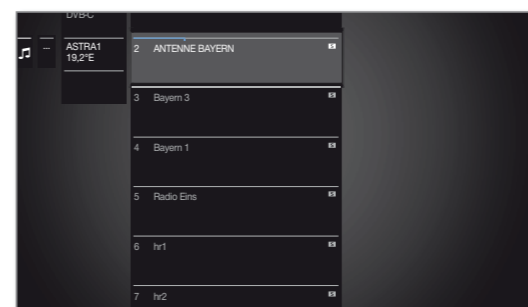 DVB-C
ASTRA1
19,2°E
2 ANTENNE BAYERN S
3 Bayern 3 S
4 Bayern 1 S
5 Radio Eins S
6 hr1 S
7 hr2 S